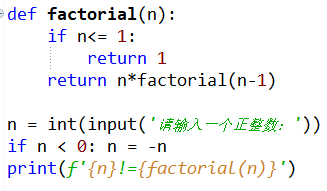 def factorial(n):
    if n<= 1:
        return 1
    return n*factorial(n-1)

n = int(input('请输入一个正整数: '))
if n < 0: n = -n
print(f'{n}!={factorial(n)}')